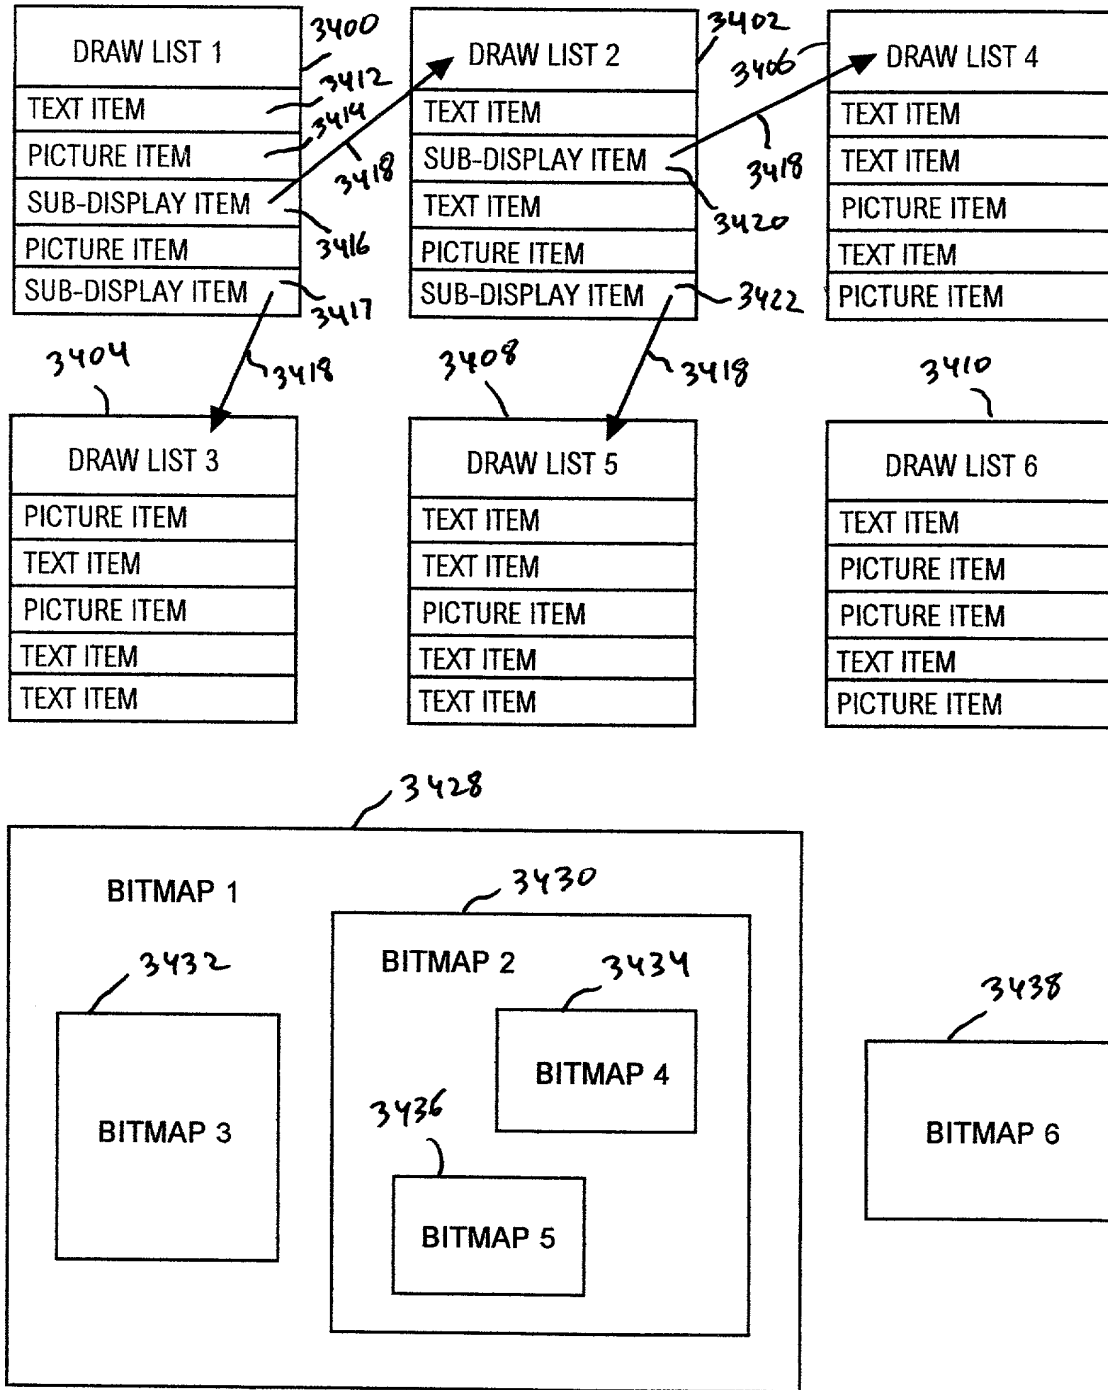 DRAW LIST 1
3400
TEXT ITEM
3412
PICTURE ITEM
3414
SUB-DISPLAY ITEM
3416
3418
PICTURE ITEM
SUB-DISPLAY ITEM
3417
3418
DRAW LIST 2
3402
TEXT ITEM
SUB-DISPLAY ITEM
3420
3418
TEXT ITEM
PICTURE ITEM
SUB-DISPLAY ITEM
3422
3418
3406
DRAW LIST 4
TEXT ITEM
TEXT ITEM
PICTURE ITEM
TEXT ITEM
PICTURE ITEM
3404
DRAW LIST 3
PICTURE ITEM
TEXT ITEM
PICTURE ITEM
TEXT ITEM
TEXT ITEM
3408
DRAW LIST 5
TEXT ITEM
TEXT ITEM
PICTURE ITEM
TEXT ITEM
TEXT ITEM
3410
DRAW LIST 6
TEXT ITEM
PICTURE ITEM
PICTURE ITEM
TEXT ITEM
PICTURE ITEM
3428
BITMAP 1
3430
BITMAP 2
3432
BITMAP 3
3434
BITMAP 4
3436
BITMAP 5
3438
BITMAP 6